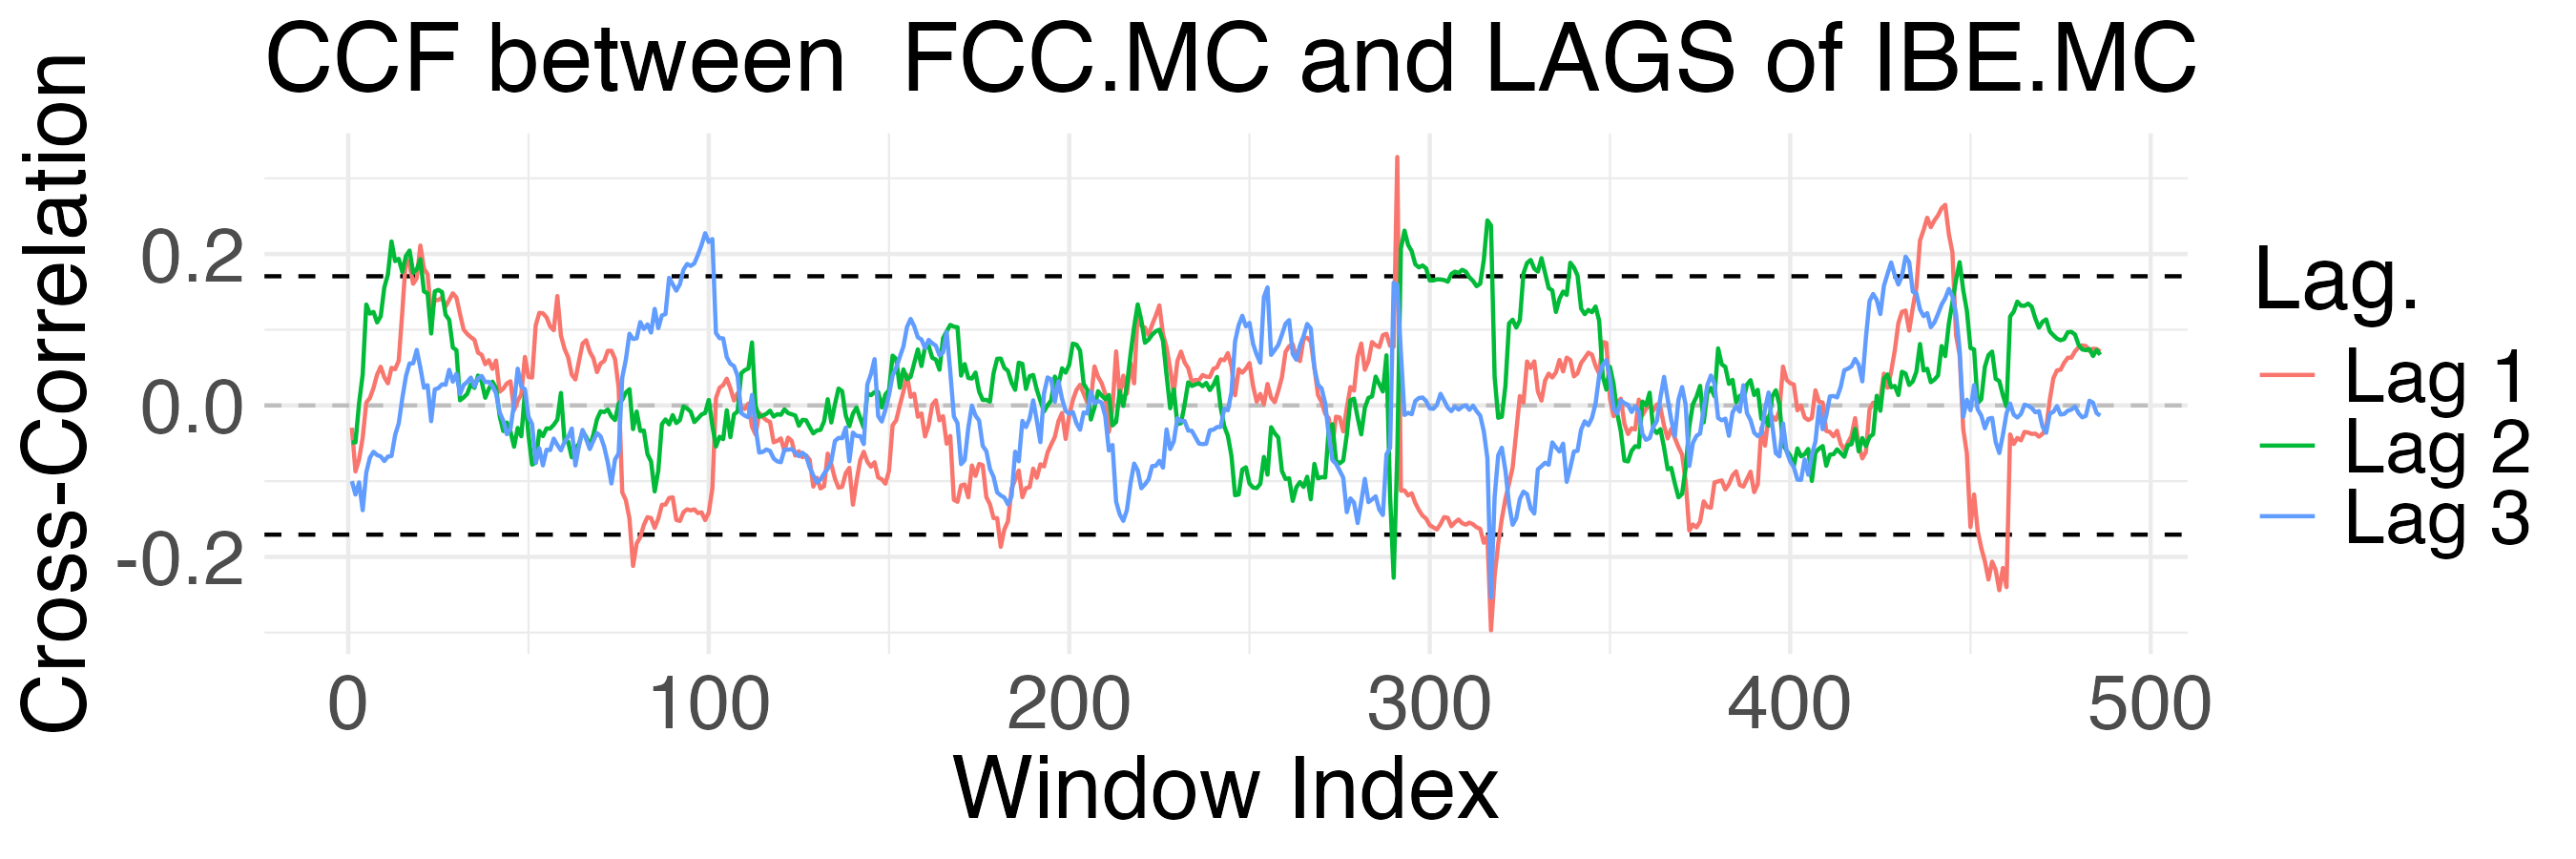 CCF between  FCC.MC and LAGS of IBE.MC
Cross-Correlation
0.2
0.0
-0.2
0 100 200 300 400 500
Window Index
Lag.
Lag 1
Lag 2
Lag 3